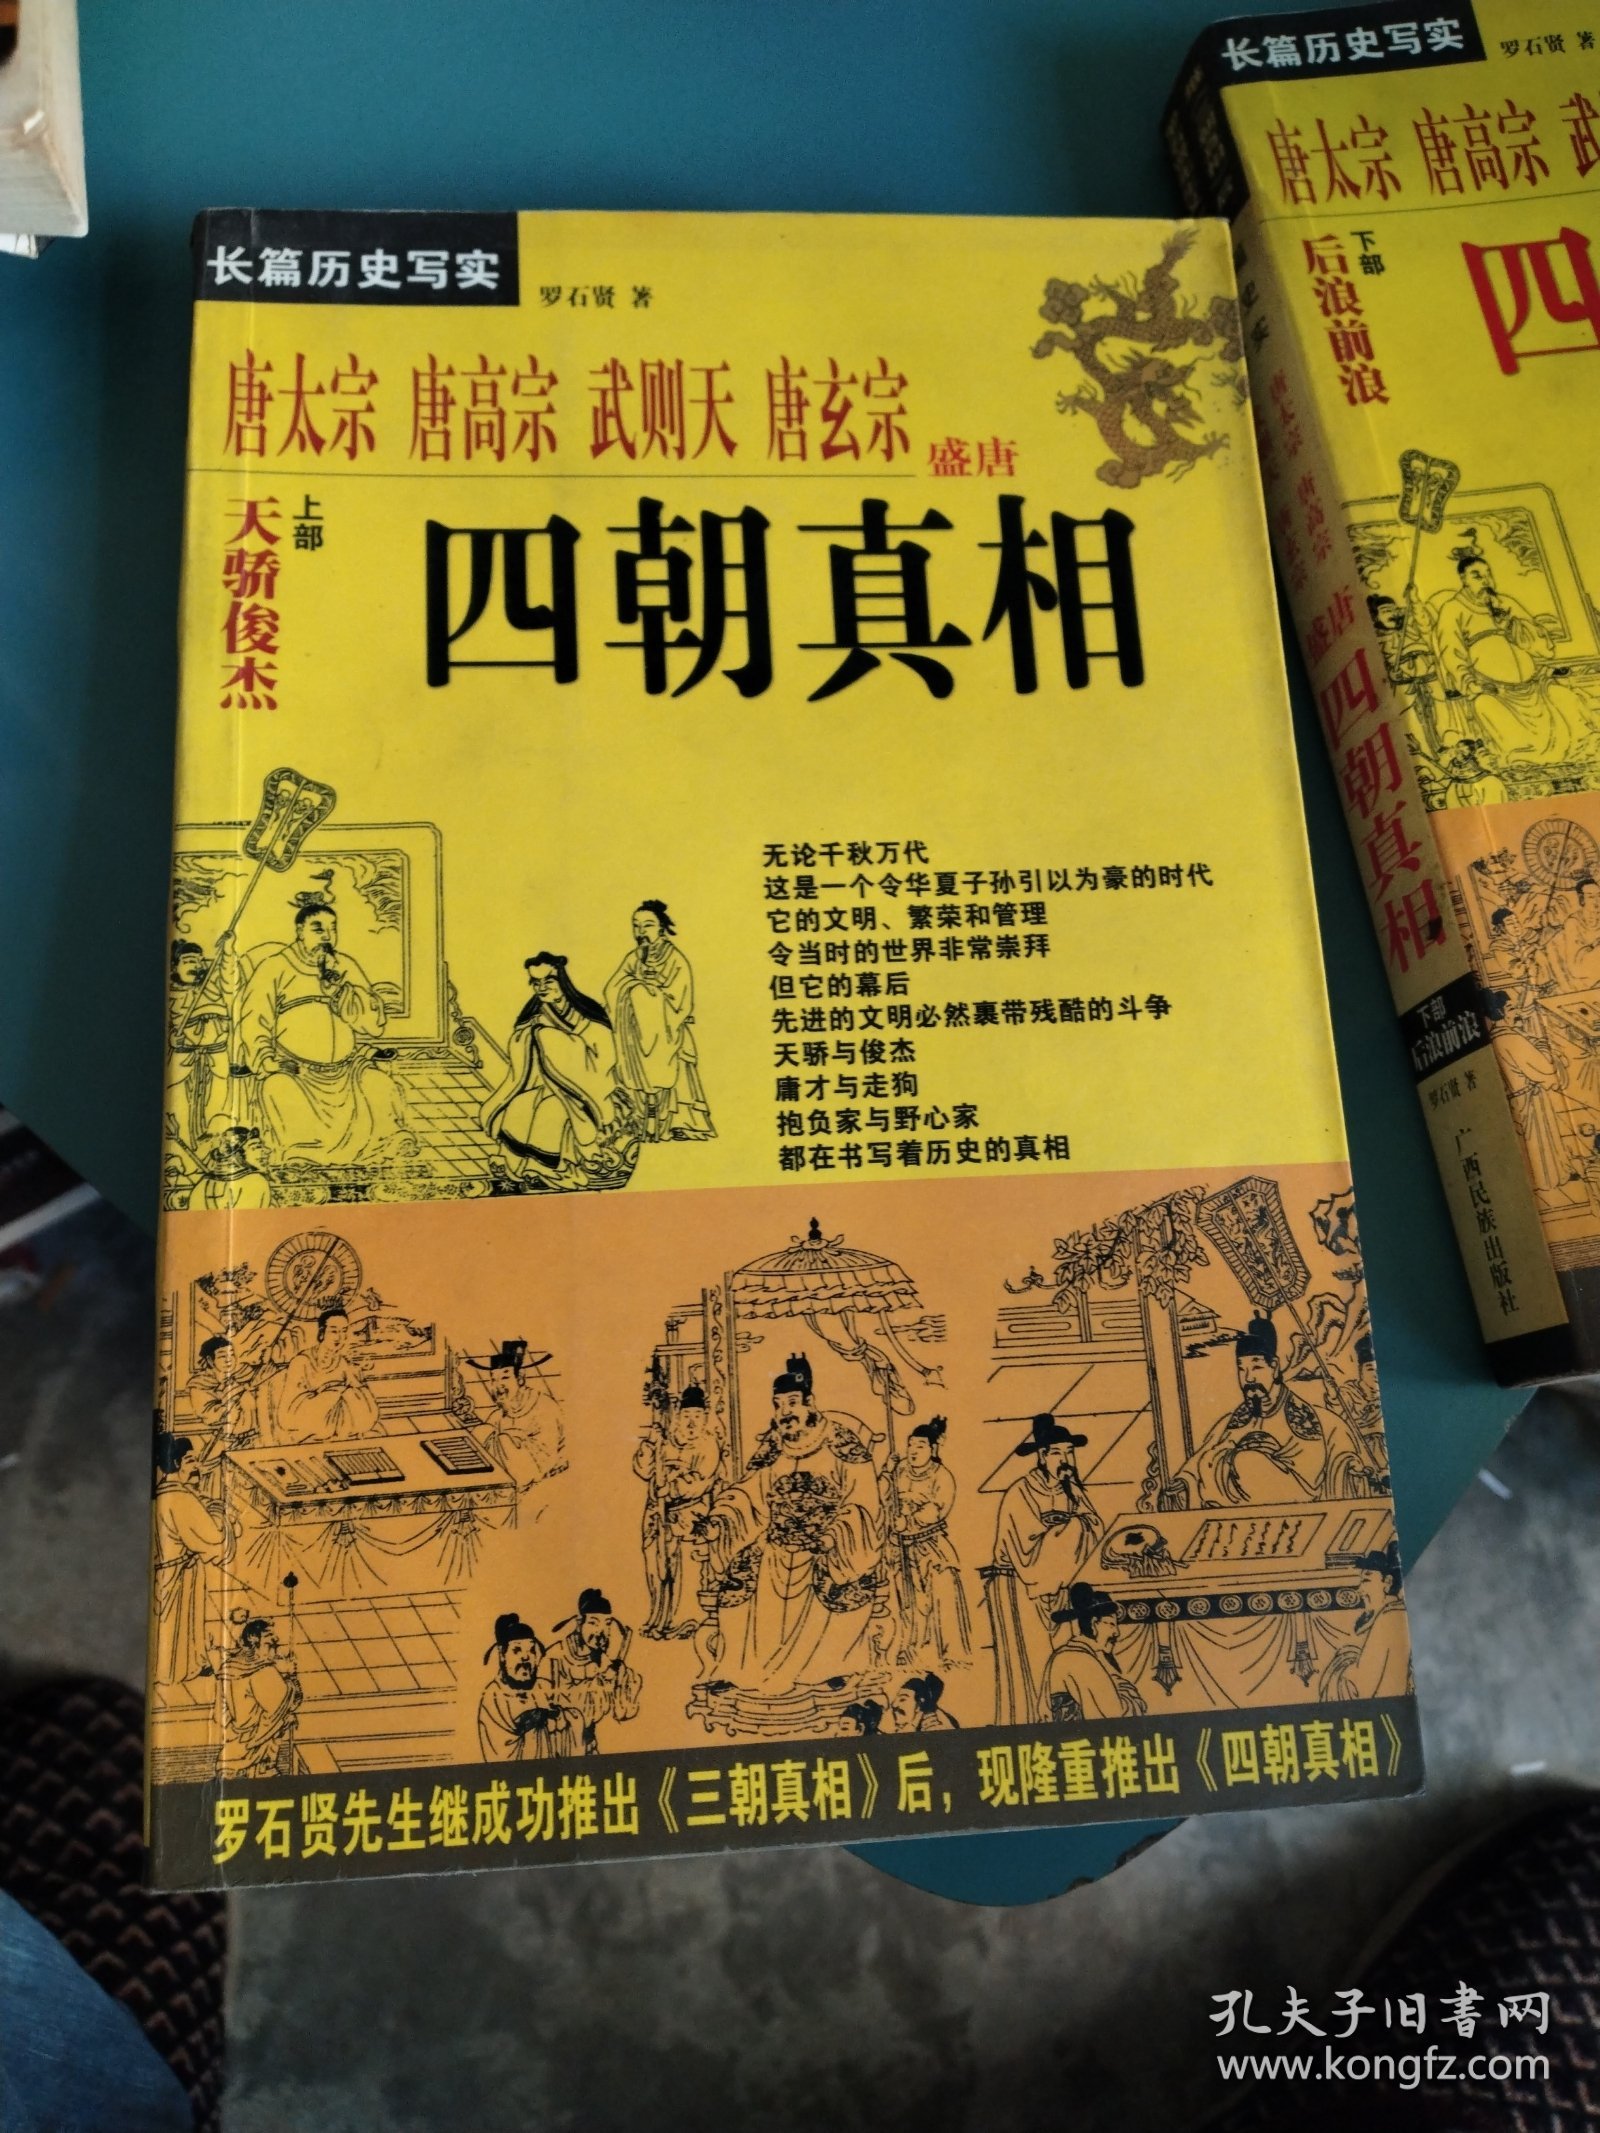 长篇历史写实
罗石贤 著
唐太宗 唐高宗 武则天 唐玄宗
盛唐
四朝真相
上部
天骄俊杰
无论千秋万代
这是一个令华夏子孙引以为豪的时代
它的文明、繁荣和管理
令当时的世界非常崇拜
但它的幕后
先进的文明必然裹带残酷的斗争
天骄与俊杰
庸才与走狗
抱负家与野心家
都在书写着历史的真相
罗石贤先生继成功推出《三朝真相》后，现隆重推出《四朝真相》
长篇历史写实
罗石贤 著
唐太宗 唐高宗 武
下部
后浪前浪
四
唐太宗 唐高宗
盛唐
四朝真相
下部
后浪前浪
罗石贤 著
广西民族出版社
孔夫子旧书网
www.kongfz.com